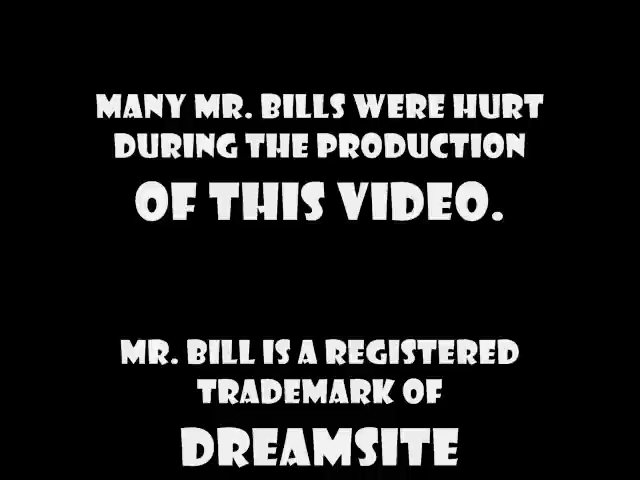 MANY MR. BILLS WERE HURT
DURING THE PRODUCTION
OF THIS VIDEO.
MR. BILL IS A REGISTERED
TRADEMARK OF
DREAMSITE